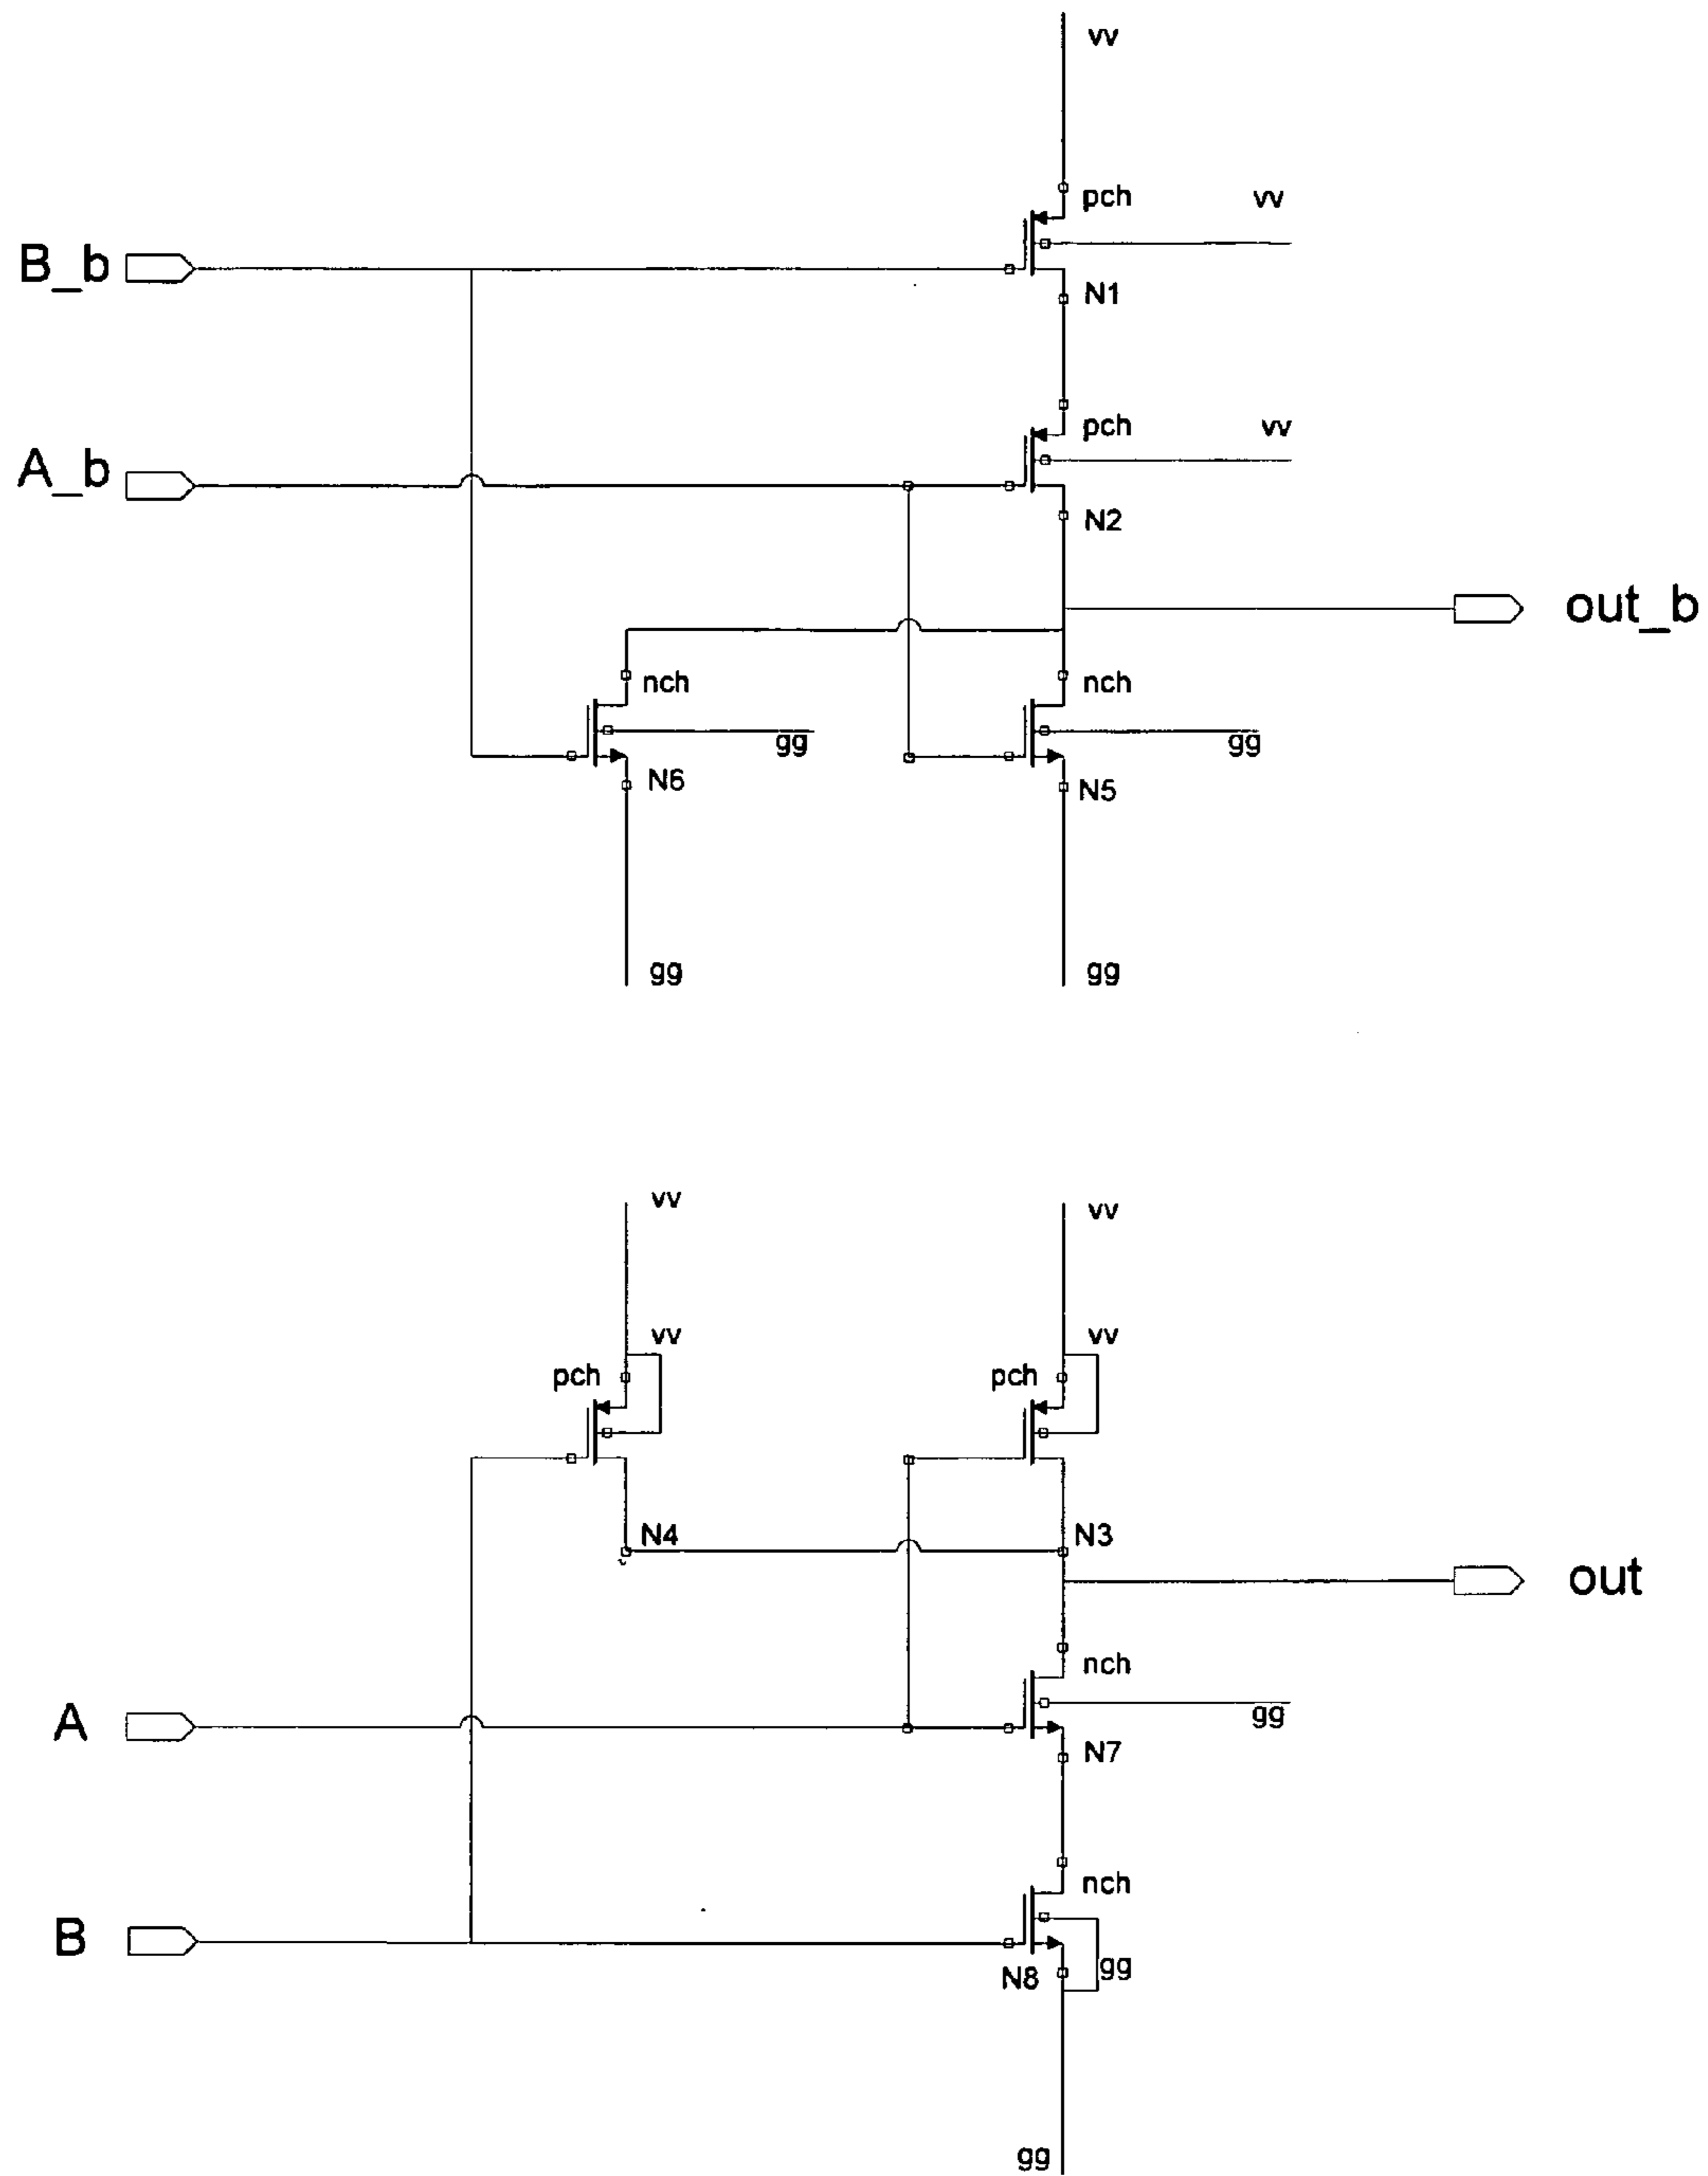 vv
pch vv
B_b
N1
pch vv
A_b
N2
out_b
nch nch
gg gg
N6 N5
gg gg
vv vv
vv vv
pch pch
N4 N3
out
nch
A gg
N7
nch
B
N8 gg
gg